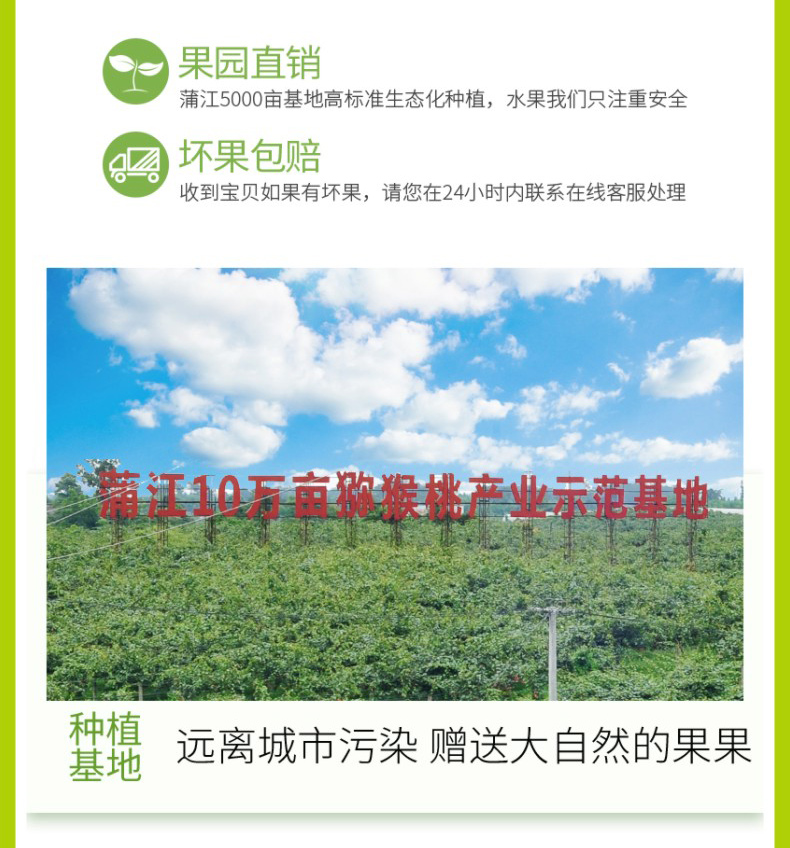 果园直销
蒲江5000亩基地高标准生态化种植，水果我们只注重安全
坏果包赔
收到宝贝如果有坏果，请您在24小时内联系在线客服处理
蒲江10万亩猕猴桃产业示范基地
种植
基地
远离城市污染 赠送大自然的果果